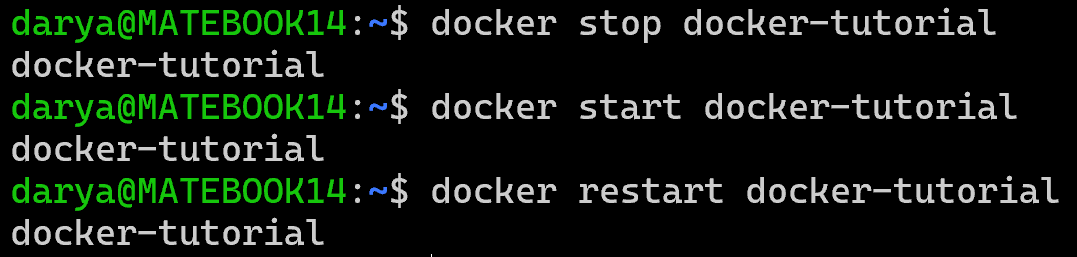 darya@MATEBOOK14:~$ docker stop docker-tutorial
docker-tutorial
darya@MATEBOOK14:~$ docker start docker-tutorial
docker-tutorial
darya@MATEBOOK14:~$ docker restart docker-tutorial
docker-tutorial